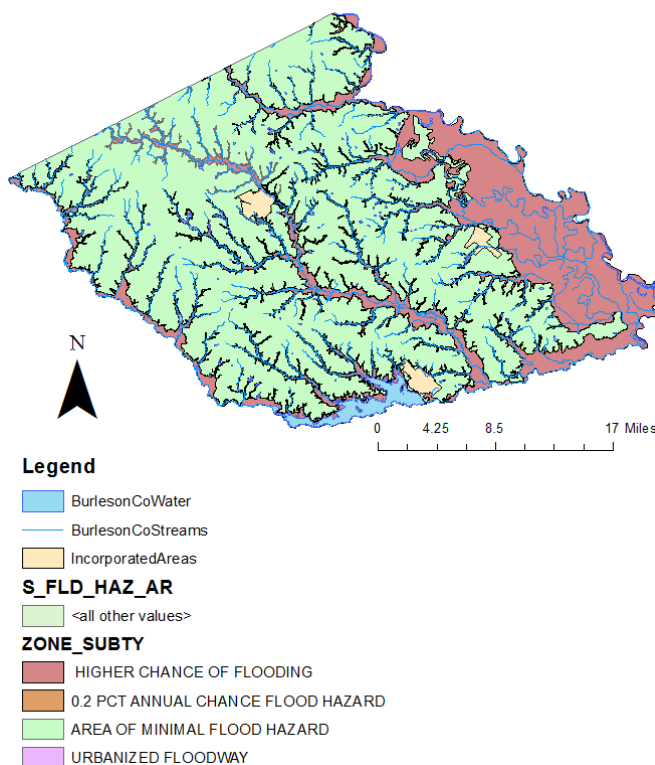 N
0 4.25 8.5 17 Miles
Legend
BurlesonCoWater
BurlesonCoStreams
IncorporatedAreas
S_FLD_HAZ_AR
<all other values>
ZONE_SUBTY
HIGHER CHANCE OF FLOODING
0.2 PCT ANNUAL CHANCE FLOOD HAZARD
AREA OF MINIMAL FLOOD HAZARD
URBANIZED FLOODWAY